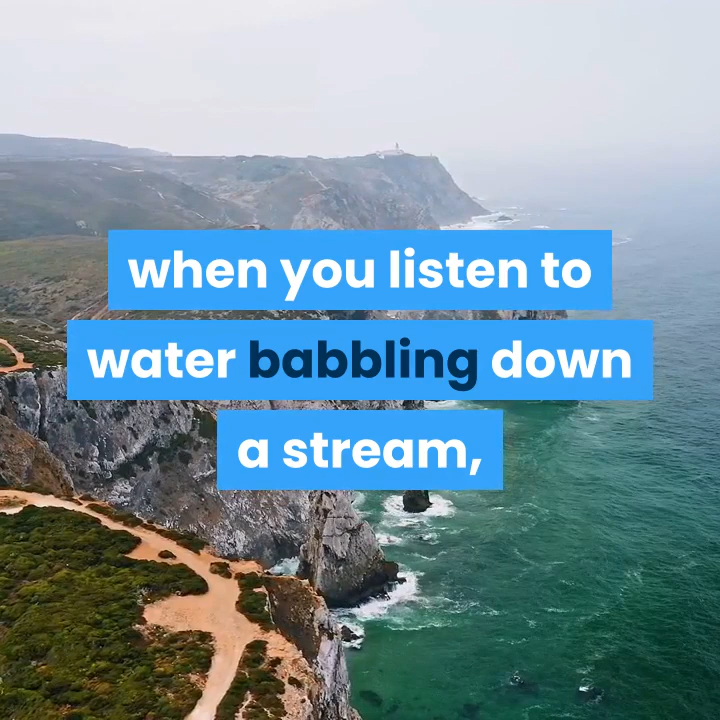 when you listen to
water babbling down
a stream,